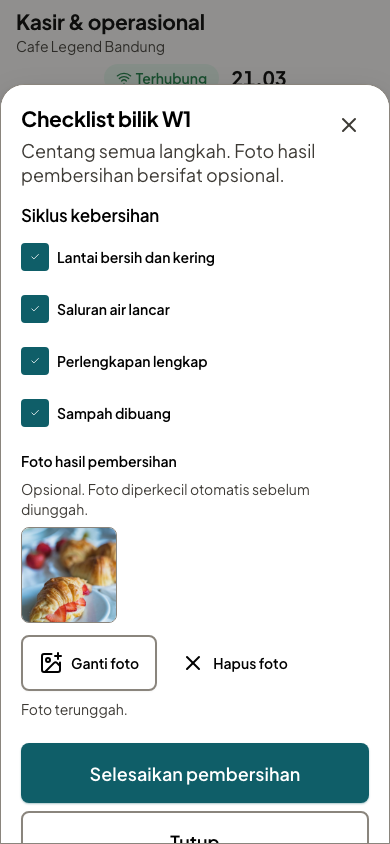 Kasir & operasional
Cafe Legend Bandung
Terhubung 21.03
Checklist bilik W1
Centang semua langkah. Foto hasil
pembersihan bersifat opsional.
Siklus kebersihan
Lantai bersih dan kering
Saluran air lancar
Perlengkapan lengkap
Sampah dibuang
Foto hasil pembersihan
Opsional. Foto diperkecil otomatis sebelum
diunggah.
Ganti foto
Hapus foto
Foto terunggah.
Selesaikan pembersihan
Tutup